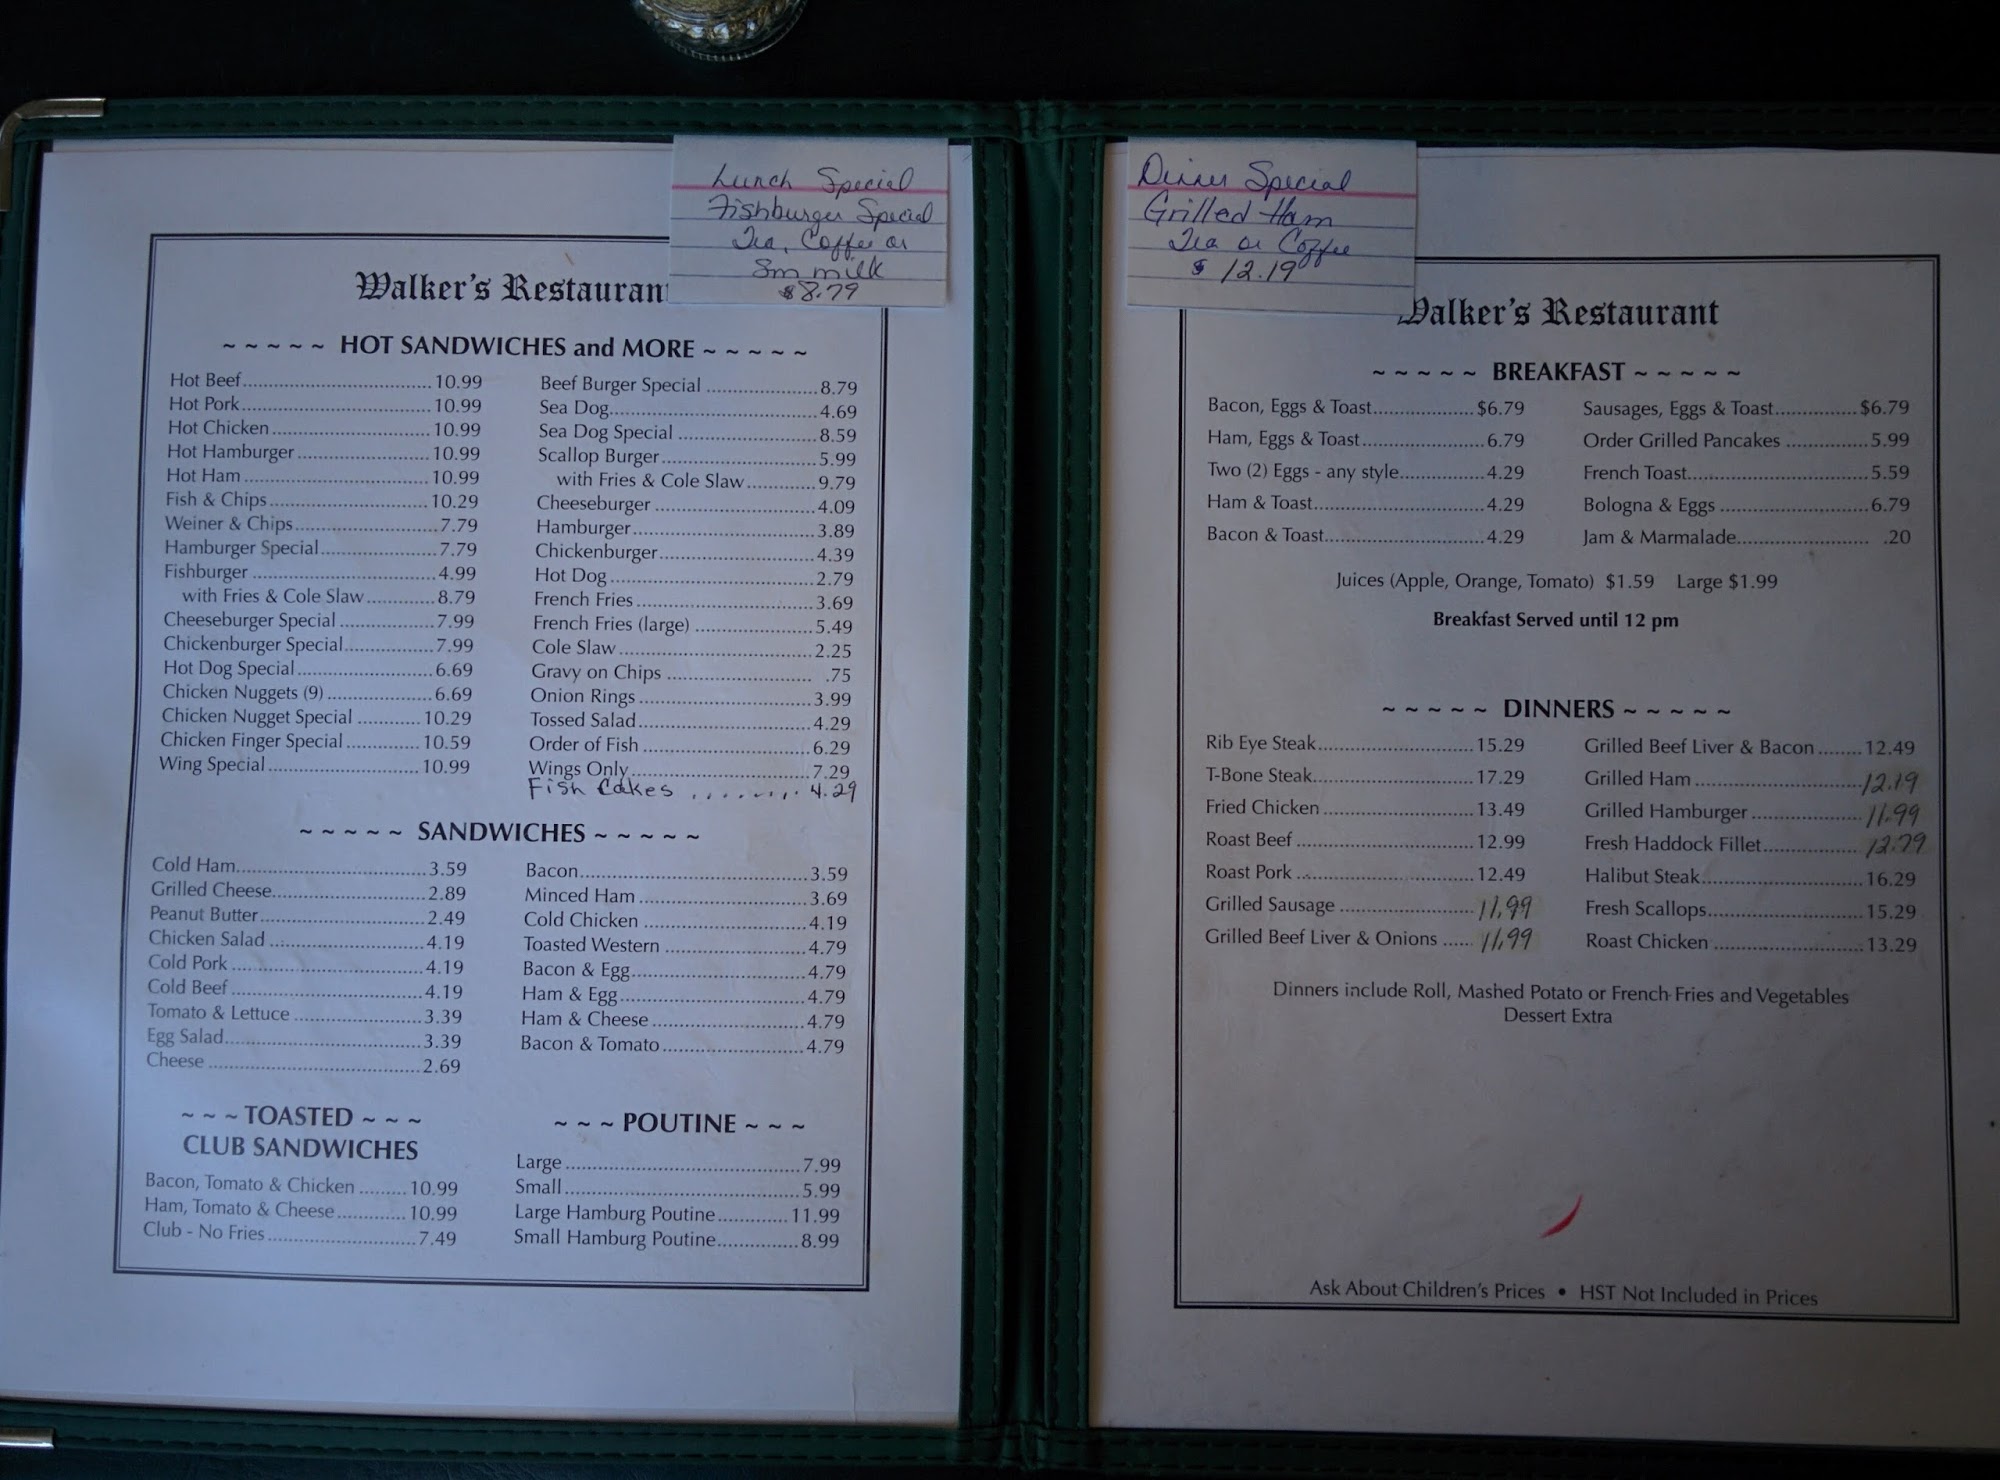 Lunch Special
Fishburger Special
Tea, Coffee or
Sm milk
$8.79
Walker's Restauran
~ ~ ~ ~ ~ HOT SANDWICHES and MORE ~ ~ ~ ~ ~
Hot Beef 10.99
Hot Pork 10.99
Hot Chicken 10.99
Hot Hamburger 10.99
Hot Ham 10.99
Fish & Chips 10.29
Weiner & Chips 7.79
Hamburger Special 7.79
Fishburger 4.99
with Fries & Cole Slaw 8.79
Cheeseburger Special 7.99
Chickenburger Special 7.99
Hot Dog Special 6.69
Chicken Nuggets (9) 6.69
Chicken Nugget Special 10.29
Chicken Finger Special 10.59
Wing Special 10.99
Beef Burger Special 8.79
Sea Dog 4.69
Sea Dog Special 8.59
Scallop Burger 5.99
with Fries & Cole Slaw 9.79
Cheeseburger 4.09
Hamburger 3.89
Chickenburger 4.39
Hot Dog 2.79
French Fries 3.69
French Fries (large) 5.49
Cole Slaw 2.25
Gravy on Chips .75
Onion Rings 3.99
Tossed Salad 4.29
Order of Fish 6.29
Wings Only 7.29
Fish Cakes 4.29
~ ~ ~ ~ ~ SANDWICHES ~ ~ ~ ~ ~
Cold Ham 3.59
Grilled Cheese 2.89
Peanut Butter 2.49
Chicken Salad 4.19
Cold Pork 4.19
Cold Beef 4.19
Tomato & Lettuce 3.39
Egg Salad 3.39
Cheese 2.69
Bacon 3.59
Minced Ham 3.69
Cold Chicken 4.19
Toasted Western 4.79
Bacon & Egg 4.79
Ham & Egg 4.79
Ham & Cheese 4.79
Bacon & Tomato 4.79
~ ~ ~ TOASTED ~ ~ ~
CLUB SANDWICHES
Bacon, Tomato & Chicken 10.99
Ham, Tomato & Cheese 10.99
Club - No Fries 7.49
~ ~ ~ POUTINE ~ ~ ~
Large 7.99
Small 5.99
Large Hamburg Poutine 11.99
Small Hamburg Poutine 8.99
Dinner Special
Grilled Ham
Tea or Coffee
$ 12.19
Walker's Restaurant
~ ~ ~ ~ ~ BREAKFAST ~ ~ ~ ~ ~
Bacon, Eggs & Toast $6.79
Ham, Eggs & Toast 6.79
Two (2) Eggs - any style 4.29
Ham & Toast 4.29
Bacon & Toast 4.29
Sausages, Eggs & Toast $6.79
Order Grilled Pancakes 5.99
French Toast 5.59
Bologna & Eggs 6.79
Jam & Marmalade .20
Juices (Apple, Orange, Tomato) $1.59 Large $1.99
Breakfast Served until 12 pm
~ ~ ~ ~ ~ DINNERS ~ ~ ~ ~ ~
Rib Eye Steak 15.29
T-Bone Steak 17.29
Fried Chicken 13.49
Roast Beef 12.99
Roast Pork 12.49
Grilled Sausage 11.99
Grilled Beef Liver & Onions 11.99
Grilled Beef Liver & Bacon 12.49
Grilled Ham 12.19
Grilled Hamburger 11.99
Fresh Haddock Fillet 12.79
Halibut Steak 16.29
Fresh Scallops 15.29
Roast Chicken 13.29
Dinners include Roll, Mashed Potato or French Fries and Vegetables
Dessert Extra
Ask About Children's Prices • HST Not Included in Prices